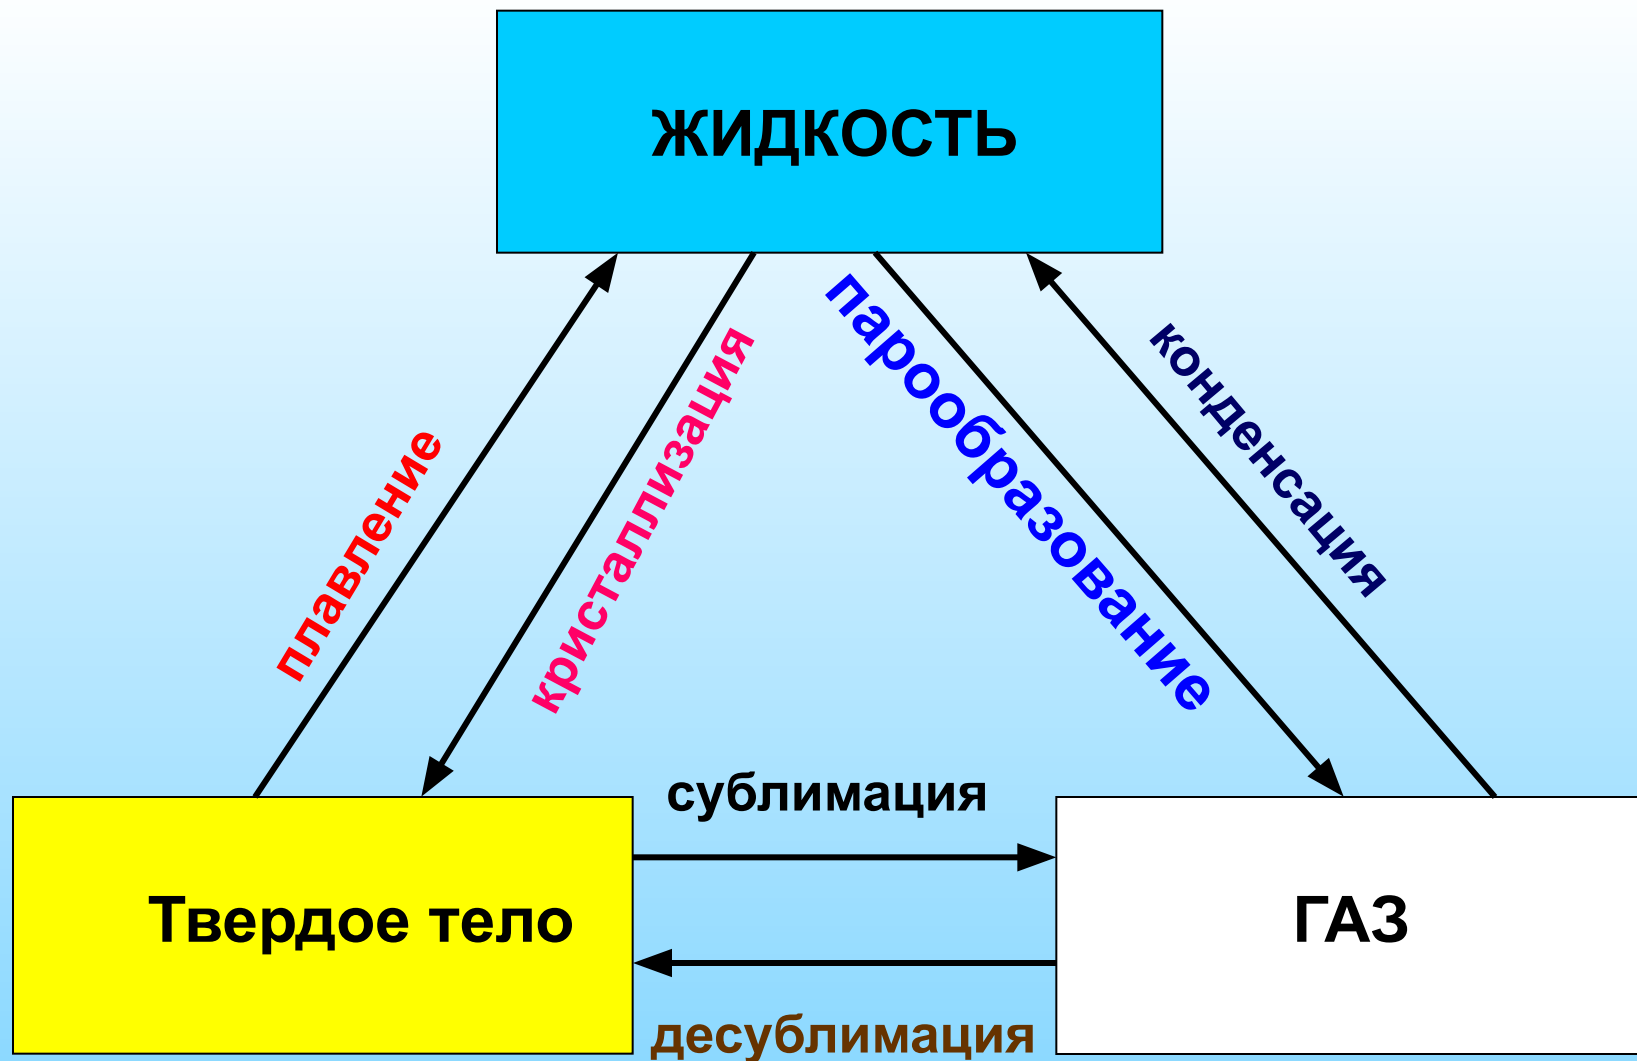 ЖИДКОСТЬ
плавление
кристаллизация
парообразование
конденсация
сублимация
Твердое тело
ГАЗ
десублимация